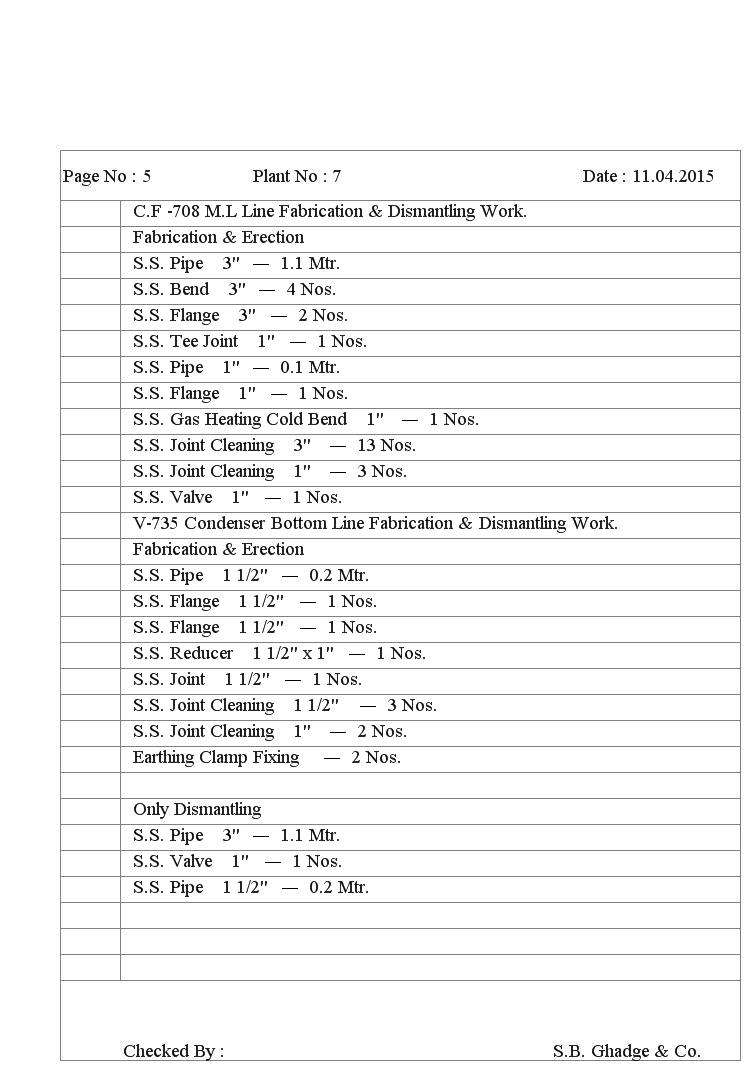 Page No : 5 Plant No : 7 Date : 11.04.2015
C.F -708 M.L Line Fabrication & Dismantling Work.
Fabrication & Erection
S.S. Pipe 3" — 1.1 Mtr.
S.S. Bend 3" — 4 Nos.
S.S. Flange 3" — 2 Nos.
S.S. Tee Joint 1" — 1 Nos.
S.S. Pipe 1" — 0.1 Mtr.
S.S. Flange 1" — 1 Nos.
S.S. Gas Heating Cold Bend 1" — 1 Nos.
S.S. Joint Cleaning 3" — 13 Nos.
S.S. Joint Cleaning 1" — 3 Nos.
S.S. Valve 1" — 1 Nos.
V-735 Condenser Bottom Line Fabrication & Dismantling Work.
Fabrication & Erection
S.S. Pipe 1 1/2" — 0.2 Mtr.
S.S. Flange 1 1/2" — 1 Nos.
S.S. Flange 1 1/2" — 1 Nos.
S.S. Reducer 1 1/2" x 1" — 1 Nos.
S.S. Joint 1 1/2" — 1 Nos.
S.S. Joint Cleaning 1 1/2" — 3 Nos.
S.S. Joint Cleaning 1" — 2 Nos.
Earthing Clamp Fixing — 2 Nos.
Only Dismantling
S.S. Pipe 3" — 1.1 Mtr.
S.S. Valve 1" — 1 Nos.
S.S. Pipe 1 1/2" — 0.2 Mtr.
Checked By : S.B. Ghadge & Co.